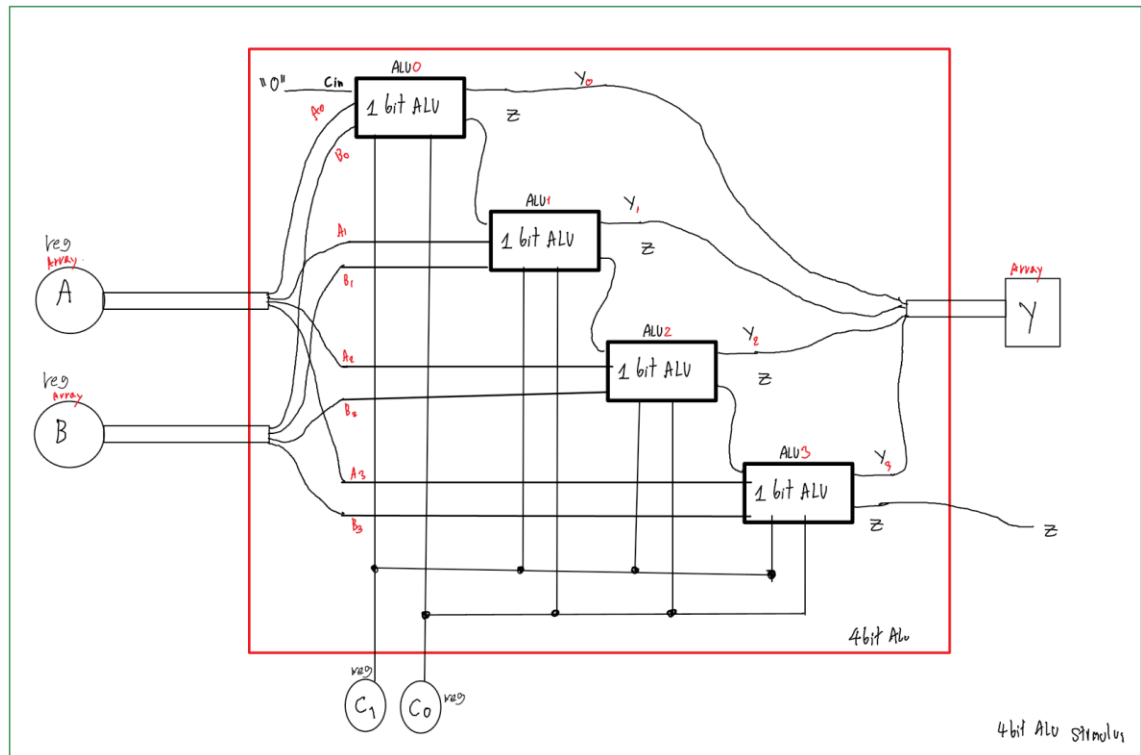 ALU0
"0" Cin
1 bit ALU
Y0
Z
A0
B0
ALU1
1 bit ALU
Y1
Z
A1
B1
reg
Array
A
Array
Y
ALU2
1 bit ALU
Y2
Z
A2
B2
reg
Array
B
ALU3
1 bit ALU
Y3
Z
Z
A3
B3
4bit Alu
reg
C1
C0
reg
4bit Alu stimulus